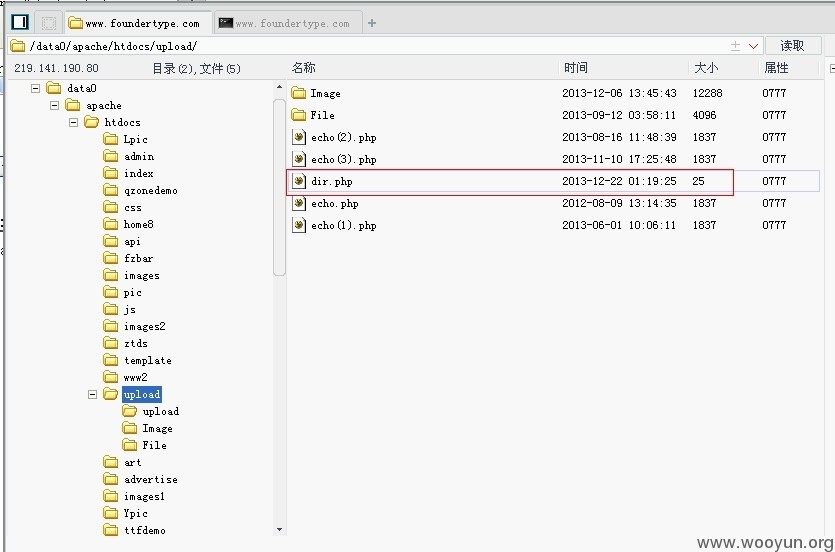 www.foundertype.com www.foundertype.com
/data0/apache/htdocs/upload/ 读取
219.141.190.80 目录(2),文件(5) 名称 时间 大小 属性
data0
apache
htdocs
Lpic
admin
index
qzonedemo
css
home8
api
fzbar
images
pic
js
images2
ztds
template
www2
upload
upload
Image
File
art
advertise
images1
Ypic
ttfdemo
Image 2013-12-06 13:45:43 12288 0777
File 2013-09-12 03:58:11 4096 0777
echo(2).php 2013-08-16 11:48:39 1837 0777
echo(3).php 2013-11-10 17:25:48 1837 0777
dir.php 2013-12-22 01:19:25 25 0777
echo.php 2012-08-09 13:14:35 1837 0777
echo(1).php 2013-06-01 10:06:11 1837 0777
www.wooyun.org